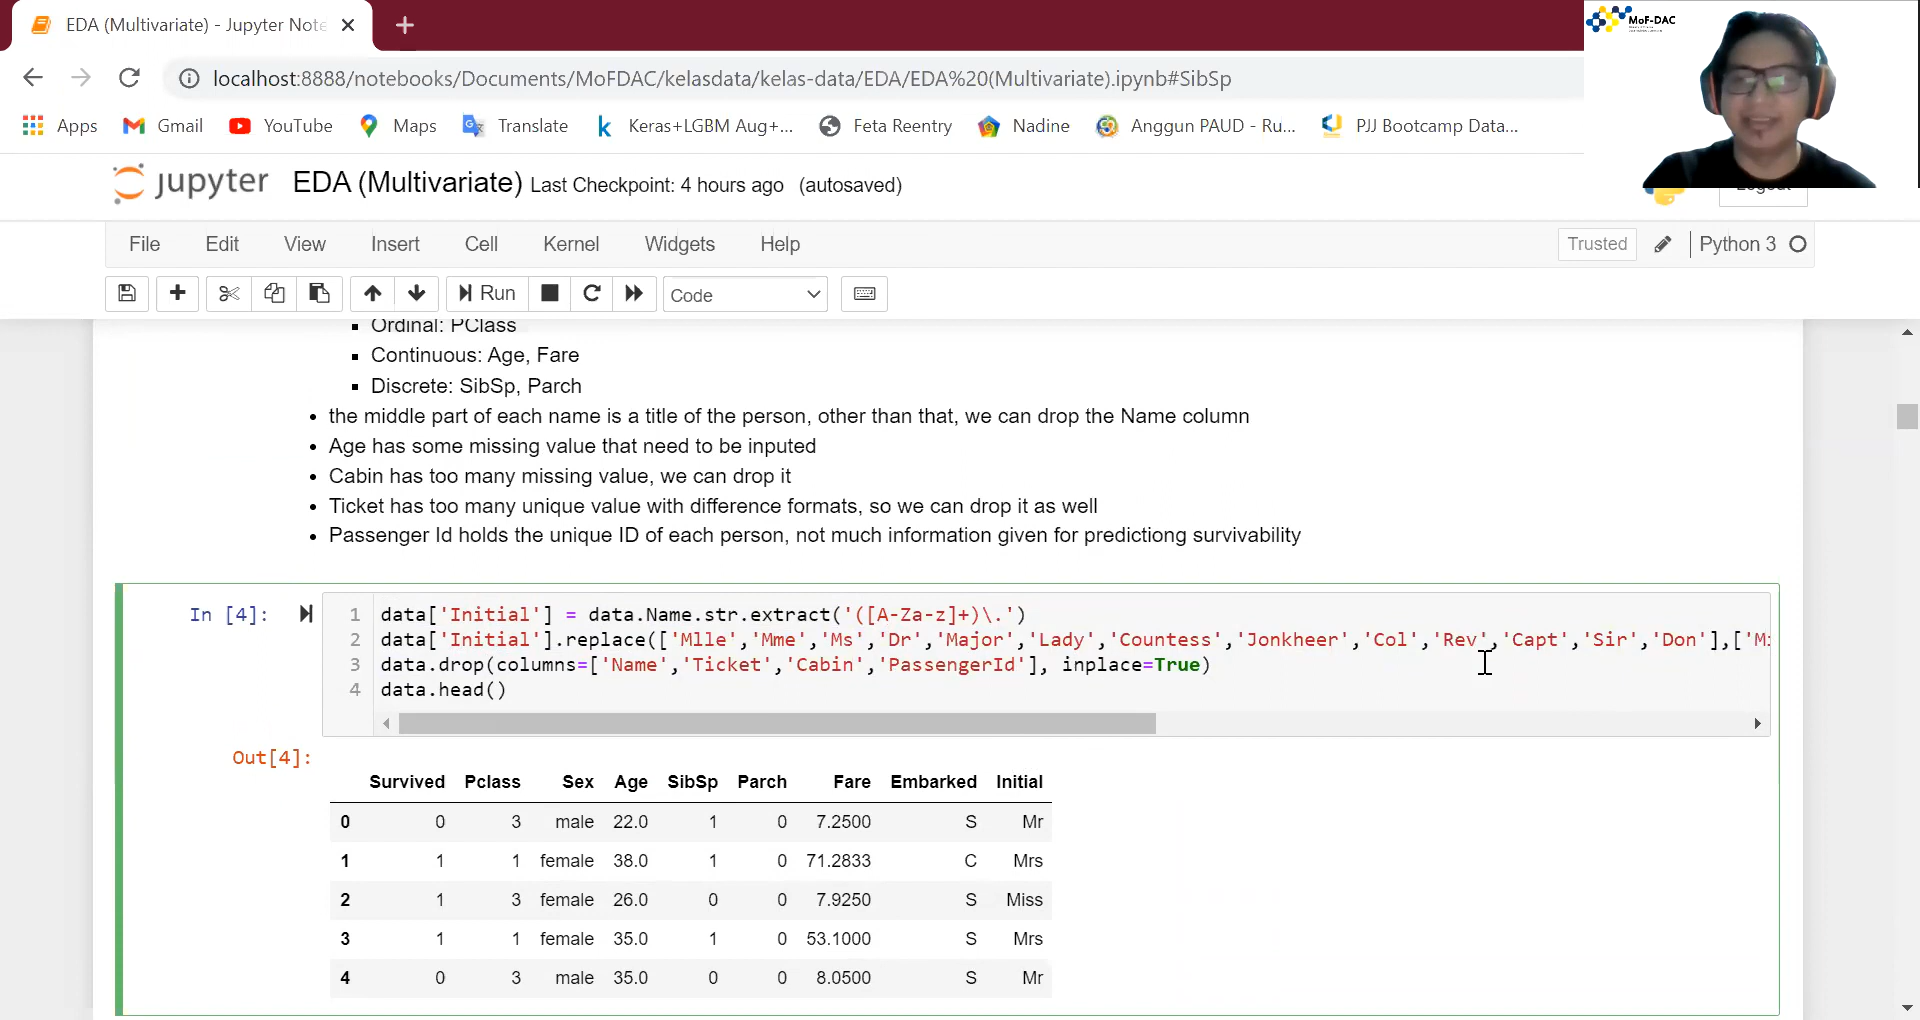 EDA (Multivariate) - Jupyter Note
localhost:8888/notebooks/Documents/MoFDAC/kelasdata/kelas-data/EDA/EDA%20(Multivariate).ipynb#SibSp
MoF-DAC
Apps Gmail YouTube Maps Translate Keras+LGBM Aug+... Feta Reentry Nadine Anggun PAUD - Ru... PJJ Bootcamp Data...
jupyter EDA (Multivariate) Last Checkpoint: 4 hours ago (autosaved) Logout
File Edit View Insert Cell Kernel Widgets Help Trusted Python 3
Run Code
Ordinal: PClass
Continuous: Age, Fare
Discrete: SibSp, Parch
the middle part of each name is a title of the person, other than that, we can drop the Name column
Age has some missing value that need to be inputed
Cabin has too many missing value, we can drop it
Ticket has too many unique value with difference formats, so we can drop it as well
Passenger Id holds the unique ID of each person, not much information given for predictiong survivability
In [4]: 1 data['Initial'] = data.Name.str.extract('([A-Za-z]+)\.')
2 data['Initial'].replace(['Mlle','Mme','Ms','Dr','Major','Lady','Countess','Jonkheer','Col','Rev','Capt','Sir','Don'],['Mi
3 data.drop(columns=['Name','Ticket','Cabin','PassengerId'], inplace=True)
4 data.head()
Out[4]:
Survived Pclass Sex Age SibSp Parch Fare Embarked Initial
0 0 3 male 22.0 1 0 7.2500 S Mr
1 1 1 female 38.0 1 0 71.2833 C Mrs
2 1 3 female 26.0 0 0 7.9250 S Miss
3 1 1 female 35.0 1 0 53.1000 S Mrs
4 0 3 male 35.0 0 0 8.0500 S Mr